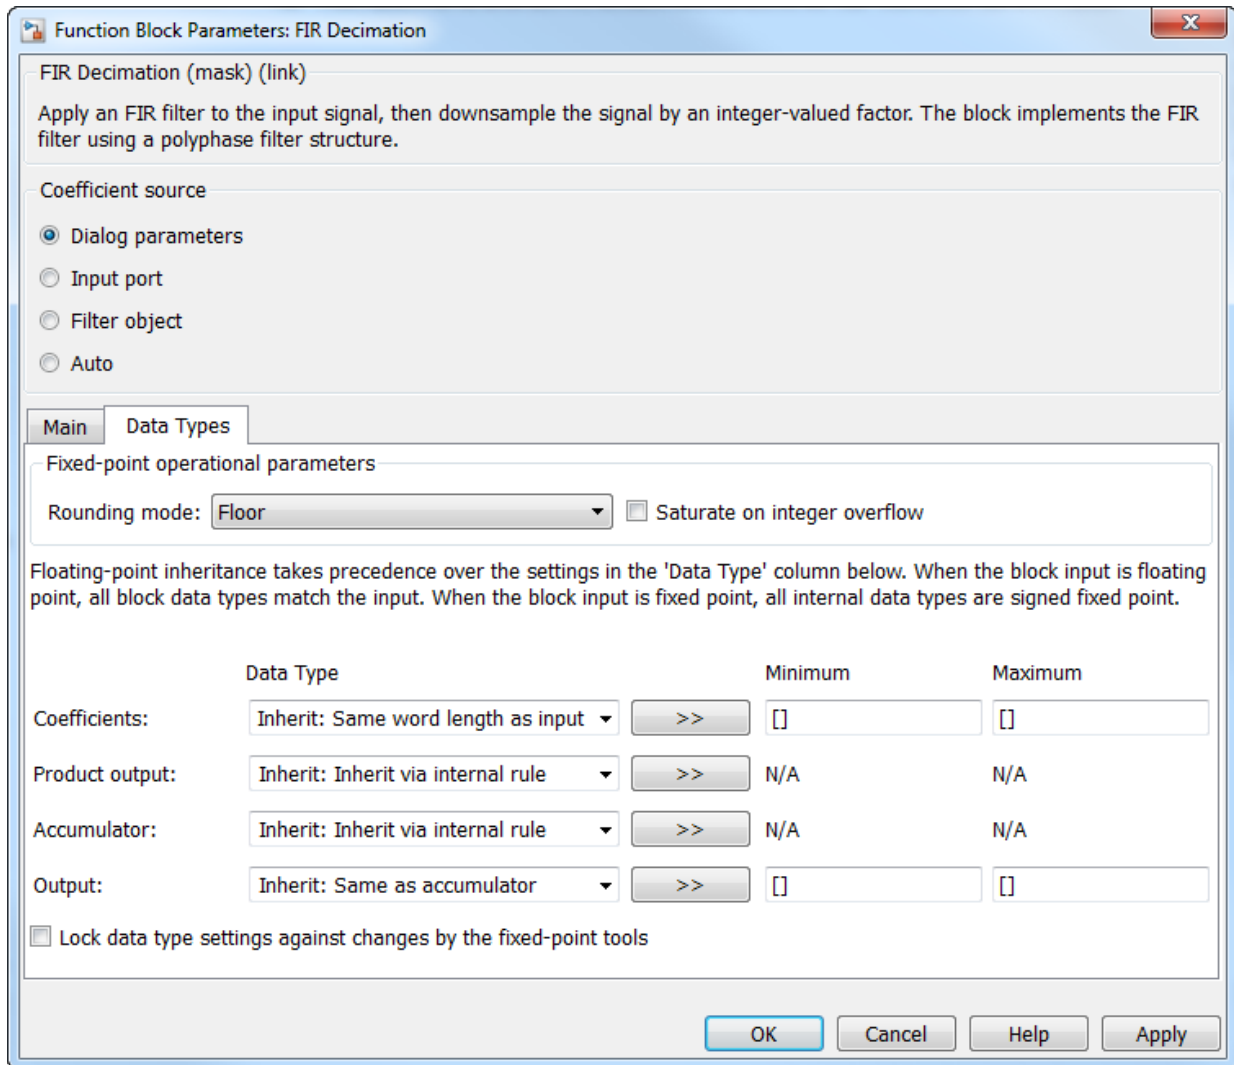 Function Block Parameters: FIR Decimation
X
FIR Decimation (mask) (link)
Apply an FIR filter to the input signal, then downsample the signal by an integer-valued factor. The block implements the FIR
filter using a polyphase filter structure.
Coefficient source
Dialog parameters
Input port
Filter object
Auto
Main Data Types
Fixed-point operational parameters
Rounding mode: Floor Saturate on integer overflow
Floating-point inheritance takes precedence over the settings in the 'Data Type' column below. When the block input is floating
point, all block data types match the input. When the block input is fixed point, all internal data types are signed fixed point.
Data Type Minimum Maximum
Coefficients: Inherit: Same word length as input >> [] []
Product output: Inherit: Inherit via internal rule >> N/A N/A
Accumulator: Inherit: Inherit via internal rule >> N/A N/A
Output: Inherit: Same as accumulator >> [] []
Lock data type settings against changes by the fixed-point tools
OK Cancel Help Apply